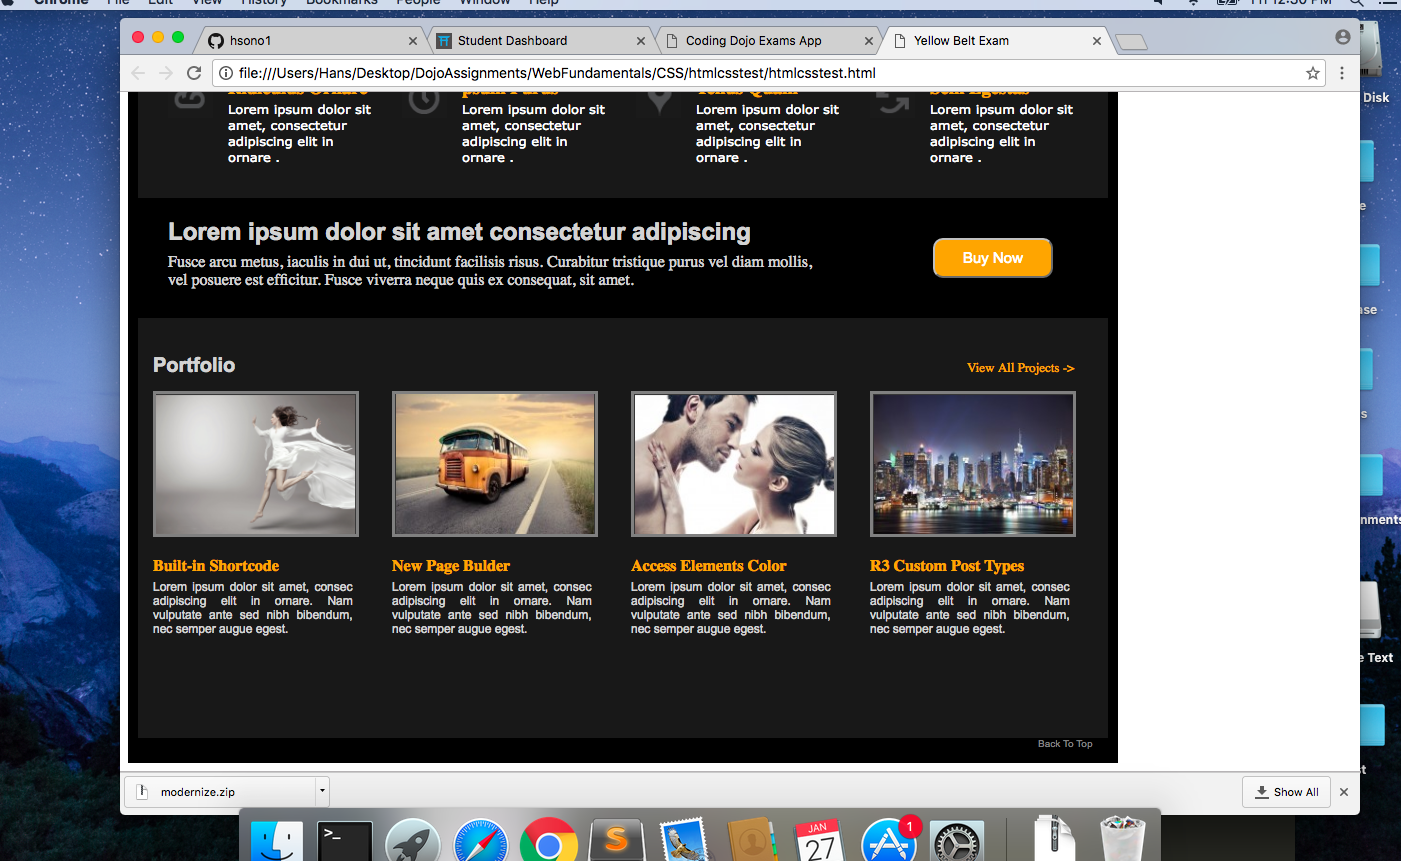 Chrome File Edit View History Bookmarks People Window Help Fri 12:30 PM
hsono1
Student Dashboard
Coding Dojo Exams App
Yellow Belt Exam
file:///Users/Hans/Desktop/DojoAssignments/WebFundamentals/CSS/htmlcsstest/htmlcsstest.html
Disk
Lorem ipsum dolor sit
amet, consectetur
adipiscing elit in
ornare .
Lorem ipsum dolor sit
amet, consectetur
adipiscing elit in
ornare .
Lorem ipsum dolor sit
amet, consectetur
adipiscing elit in
ornare .
Lorem ipsum dolor sit
amet, consectetur
adipiscing elit in
ornare .
Lorem ipsum dolor sit amet consectetur adipiscing
Fusce arcu metus, iaculis in dui ut, tincidunt facilisis risus. Curabitur tristique purus vel diam mollis,
vel posuere est efficitur. Fusce viverra neque quis ex consequat, sit amet.
Buy Now
Portfolio
View All Projects ->
Built-in Shortcode
Lorem ipsum dolor sit amet, consec
adipiscing elit in ornare. Nam
vulputate ante sed nibh bibendum,
nec semper augue egest.
New Page Bulder
Lorem ipsum dolor sit amet, consec
adipiscing elit in ornare. Nam
vulputate ante sed nibh bibendum,
nec semper augue egest.
Access Elements Color
Lorem ipsum dolor sit amet, consec
adipiscing elit in ornare. Nam
vulputate ante sed nibh bibendum,
nec semper augue egest.
R3 Custom Post Types
Lorem ipsum dolor sit amet, consec
adipiscing elit in ornare. Nam
vulputate ante sed nibh bibendum,
nec semper augue egest.
e Text
Back To Top
modernize.zip
Show All
>_
S
JAN
27
1